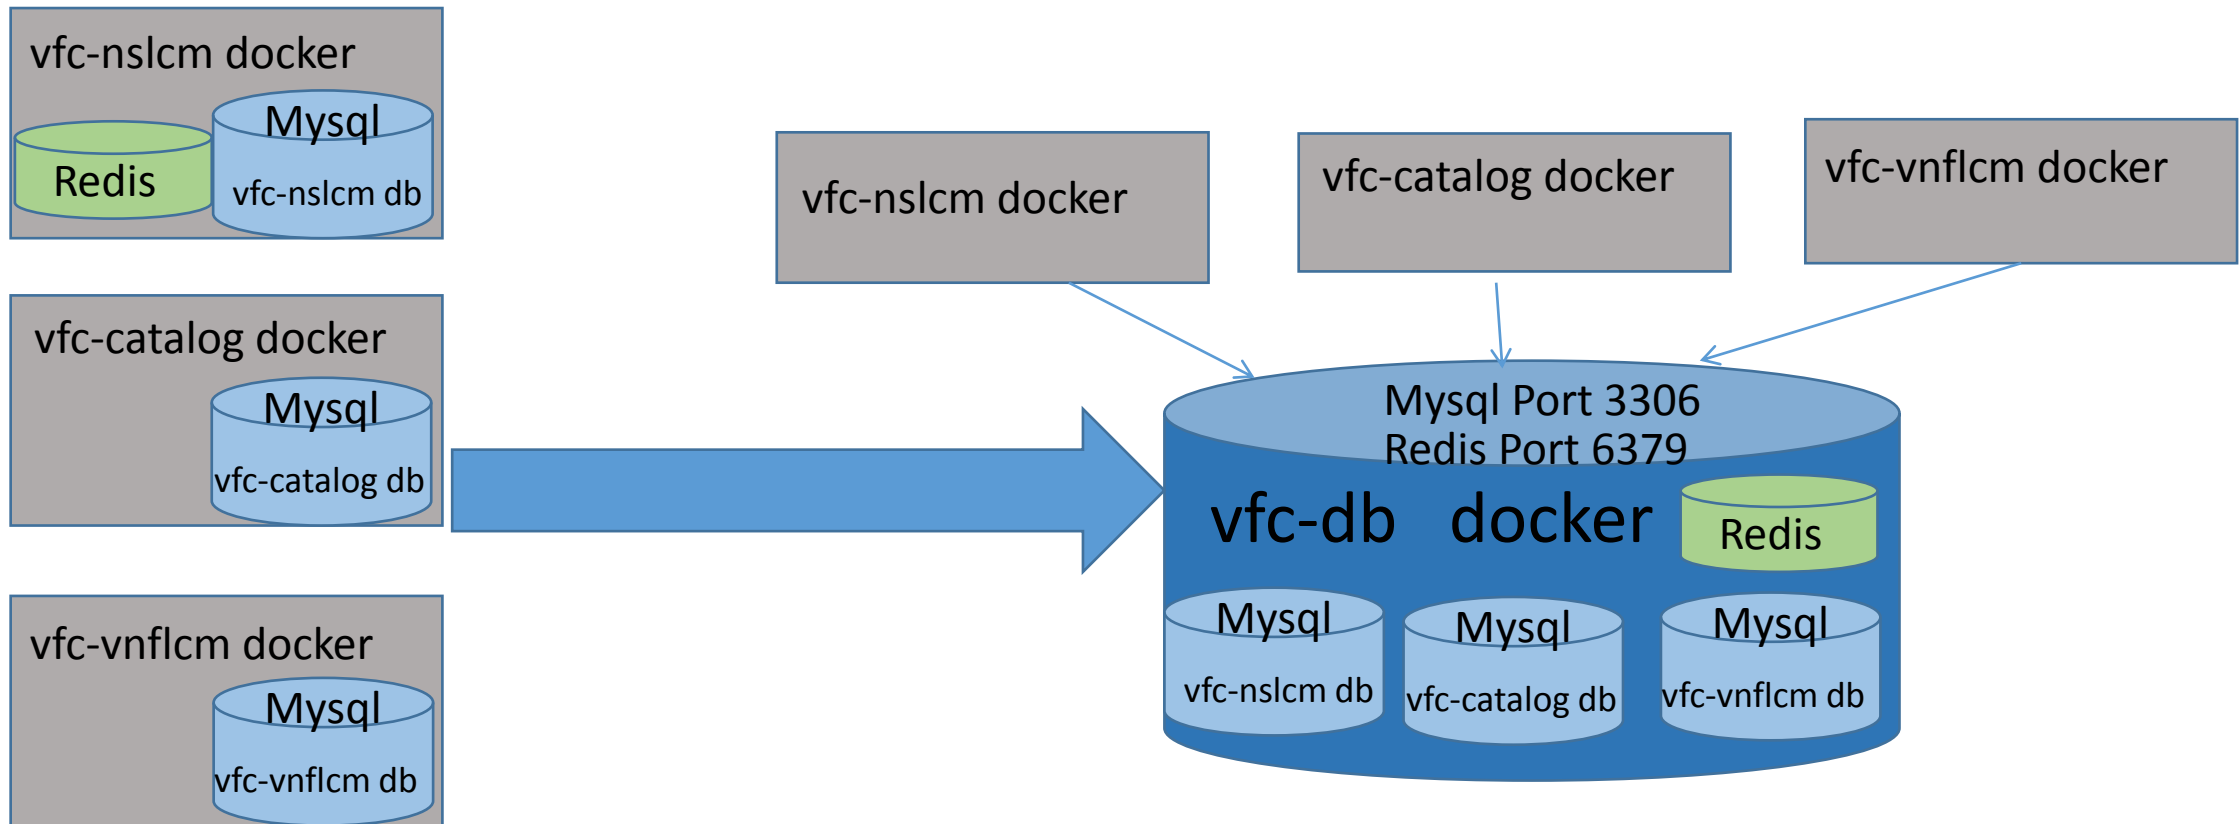 vfc-nslcm docker
Redis
Mysql
vfc-nslcm db
vfc-catalog docker
Mysql
vfc-catalog db
vfc-vnflcm docker
Mysql
vfc-vnflcm db
vfc-nslcm docker
vfc-catalog docker
vfc-vnflcm docker
Mysql Port 3306
Redis Port 6379
vfc-db docker
Redis
Mysql
vfc-nslcm db
Mysql
vfc-catalog db
Mysql
vfc-vnflcm db